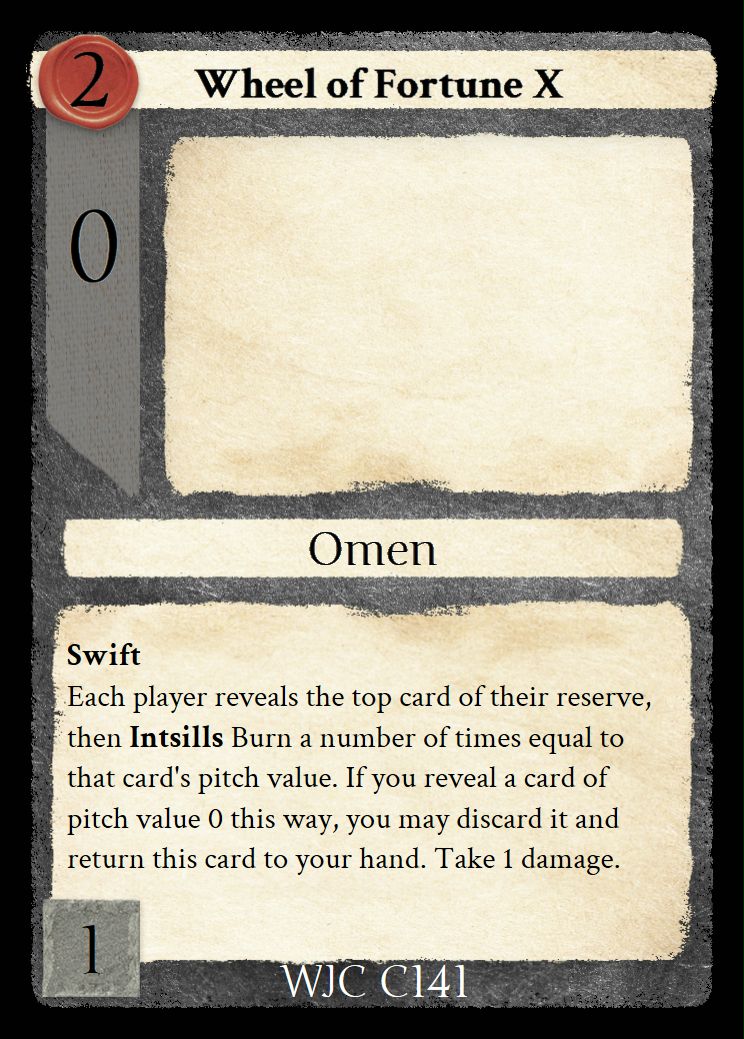 2
Wheel of Fortune X
0
Omen
Swift
Each player reveals the top card of their reserve,
then Intsills Burn a number of times equal to
that card's pitch value. If you reveal a card of
pitch value 0 this way, you may discard it and
return this card to your hand. Take 1 damage.
1
WJC C141